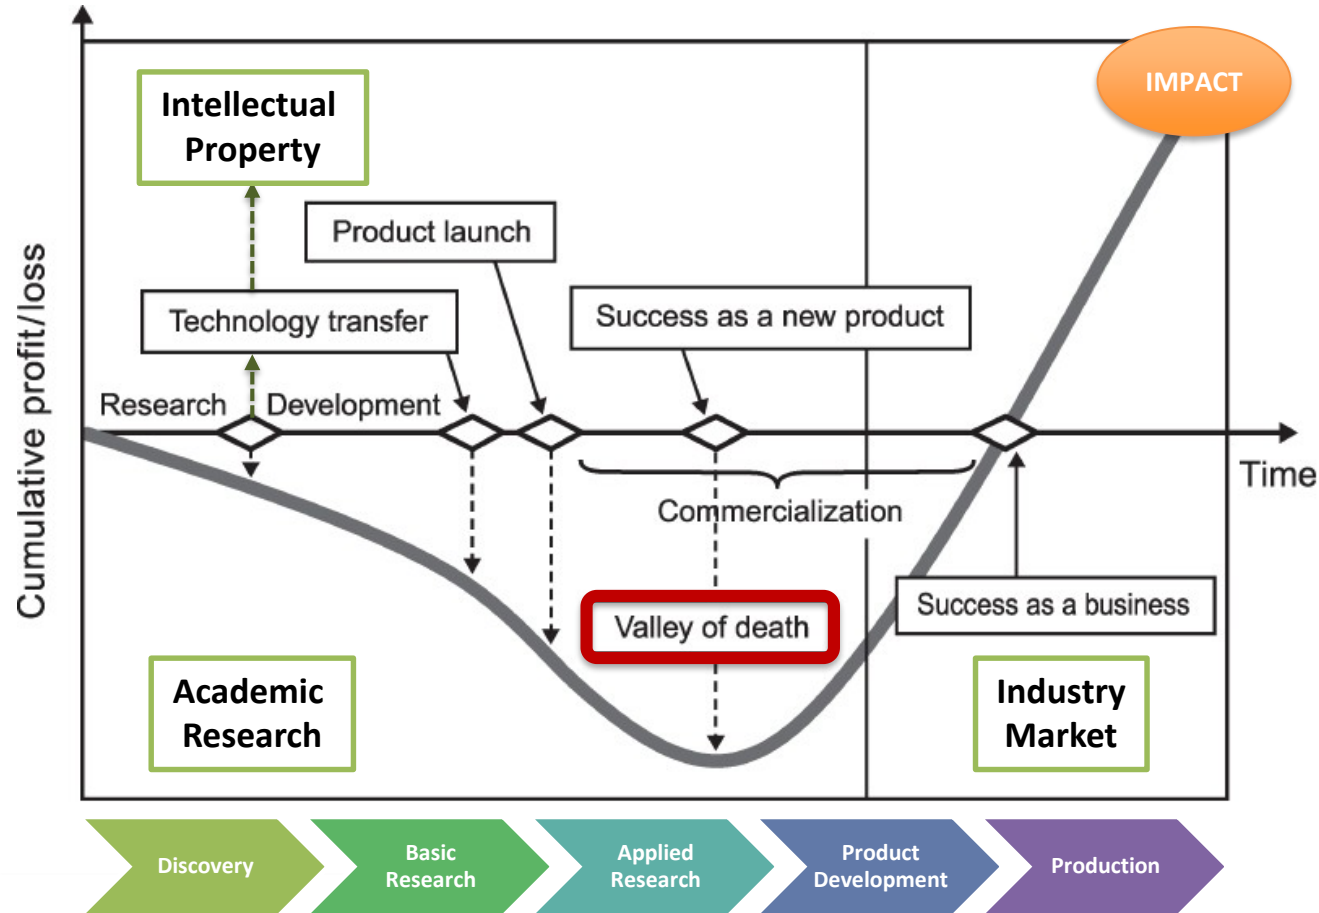 IMPACT
Intellectual
Property
Product launch
Technology transfer
Success as a new product
Research
Development
Time
Commercialization
Cumulative profit/loss
Valley of death
Success as a business
Academic
Research
Industry
Market
Discovery
Basic
Research
Applied
Research
Product
Development
Production